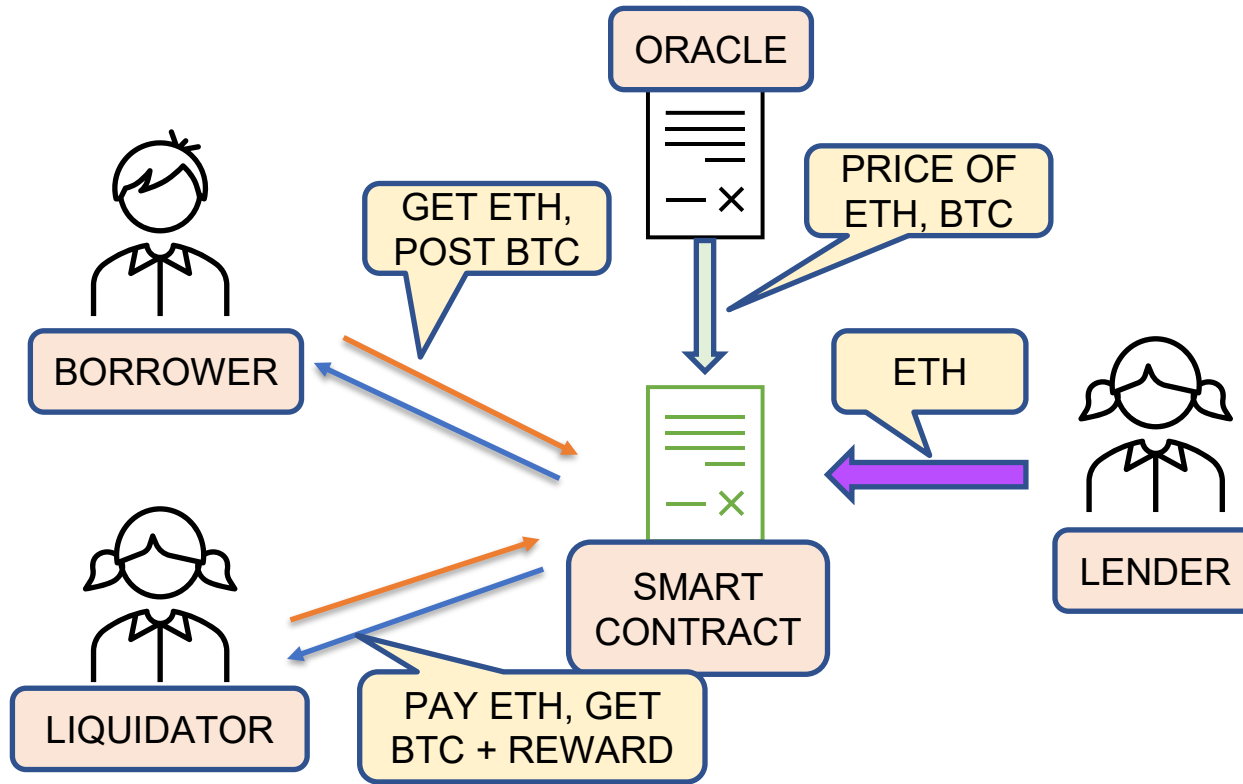 ORACLE
PRICE OF
ETH, BTC
GET ETH,
POST BTC
BORROWER
ETH
LENDER
SMART
CONTRACT
LIQUIDATOR
PAY ETH, GET
BTC + REWARD